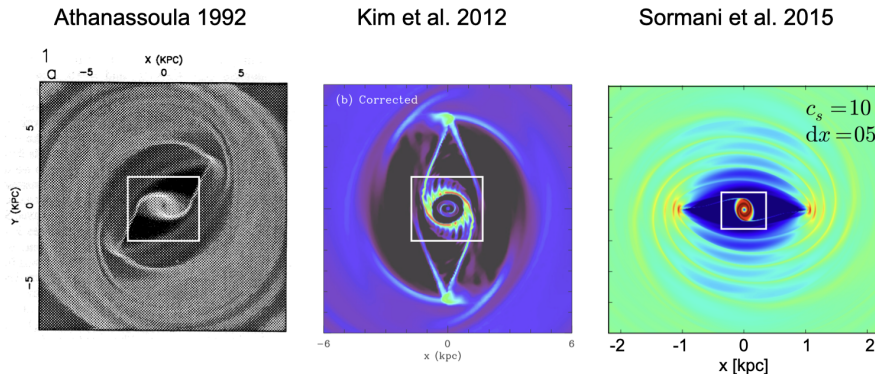 Athanassoula 1992
Kim et al. 2012
Sormani et al. 2015
1
a
X (KPC)
-5 0 5
Y (KPC)
5
0
-5
(b) Corrected
-6 0 6
x (kpc)
c_s = 10
dx = 05
-2 -1 0 1 2
x [kpc]